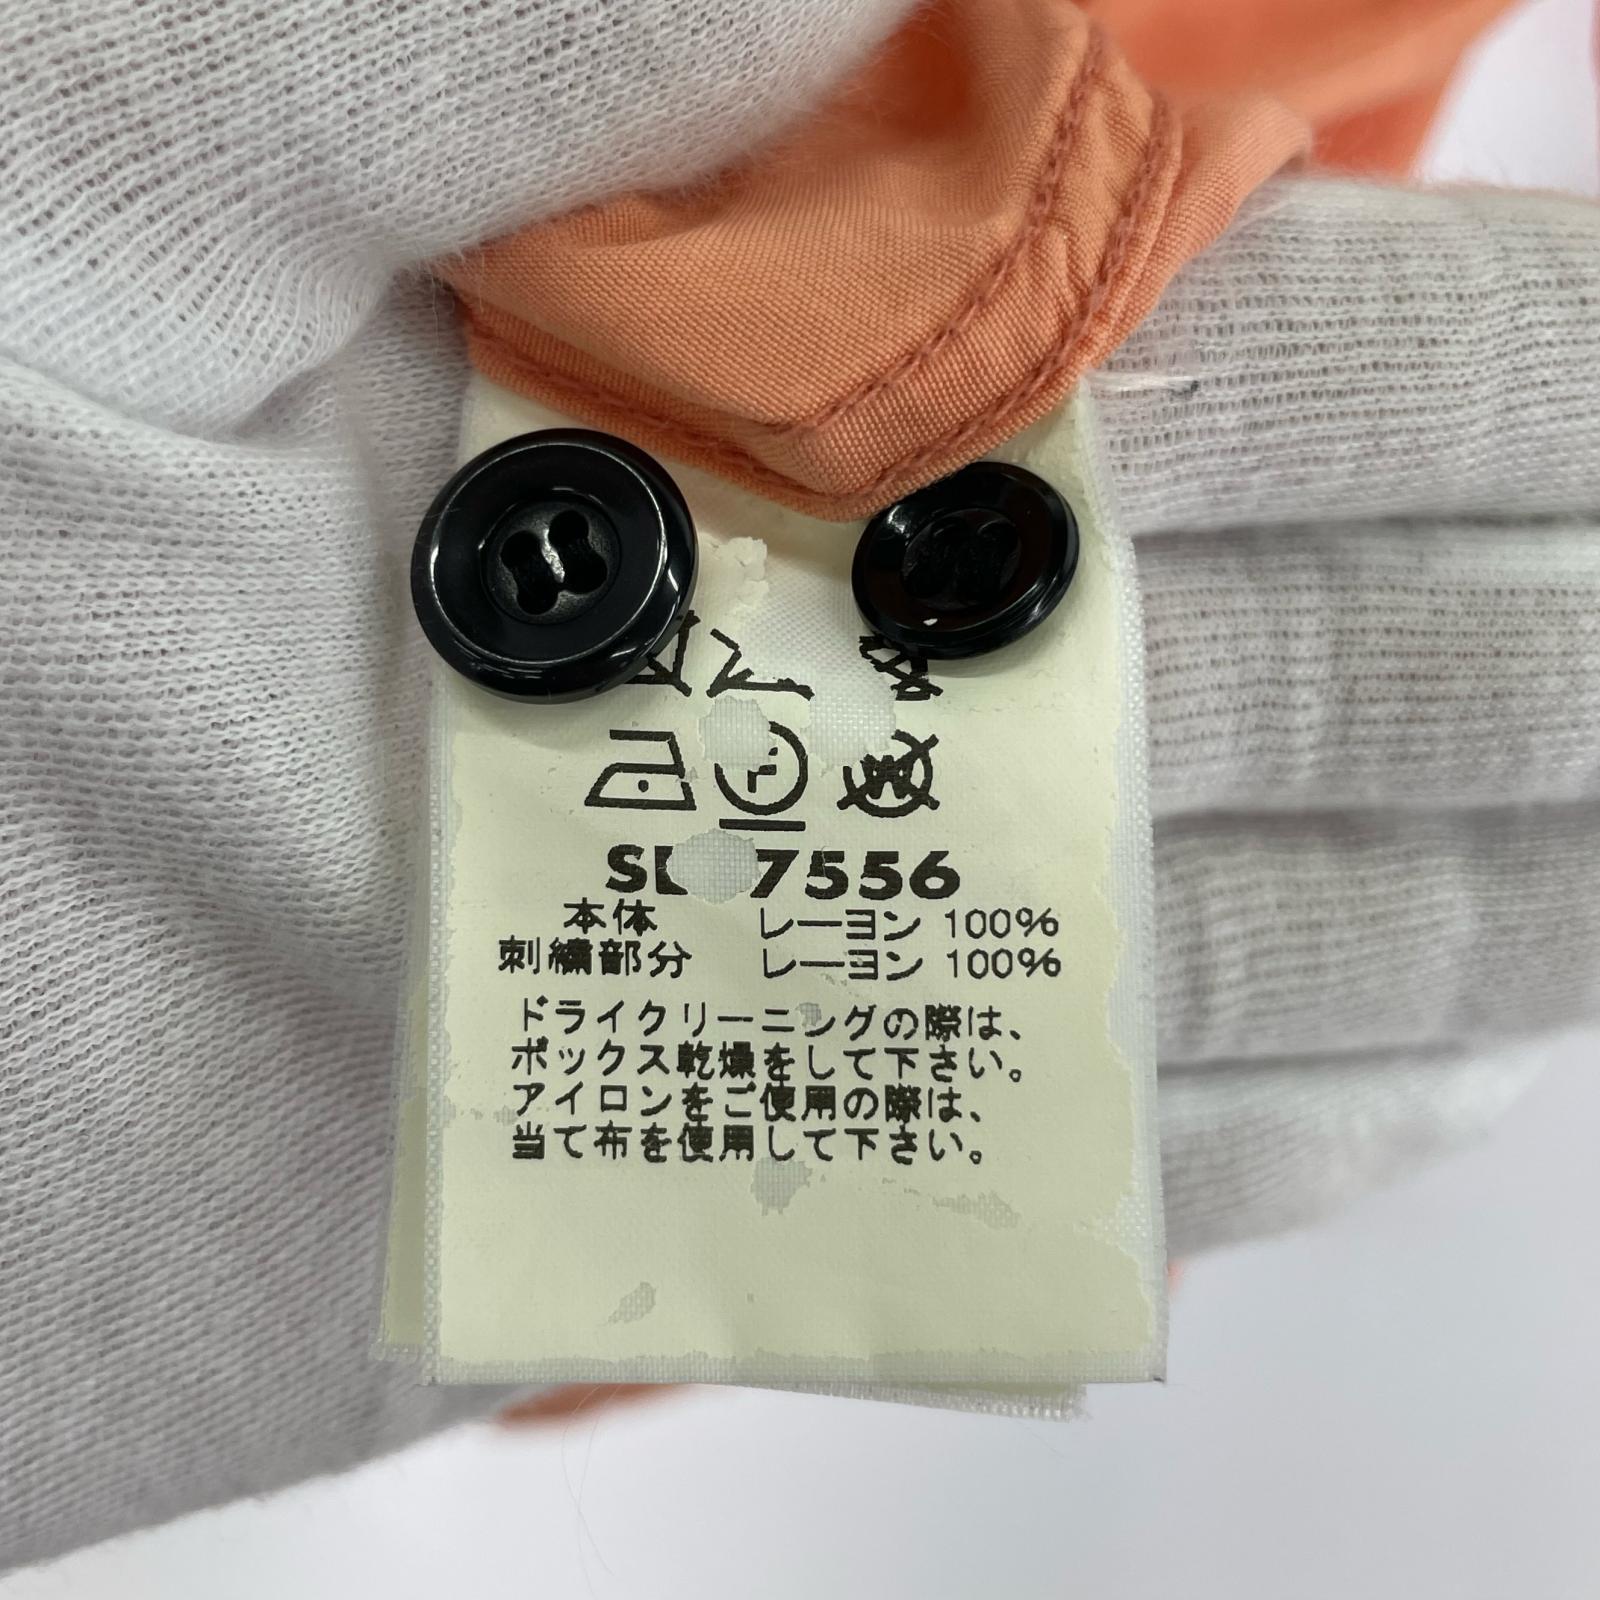 7556
本体 レーヨン 100%
刺繍部分 レーヨン 100%
ドライクリーニングの際は、
ボックス乾燥をして下さい。
アイロンをご使用の際は、
当て布を使用して下さい。